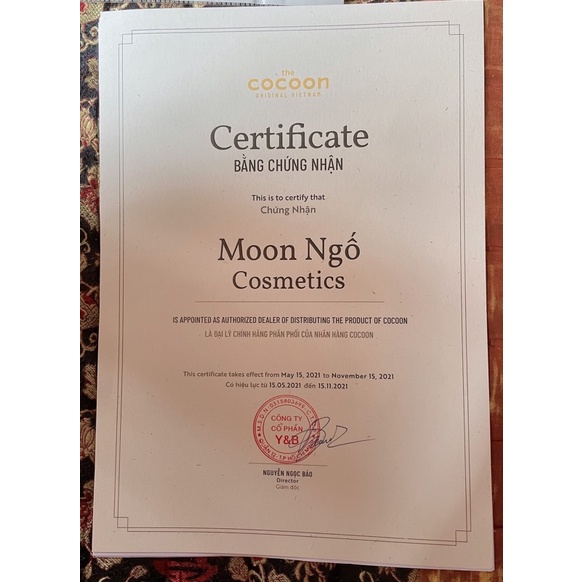 the
cocoon
ORIGINAL VIETNAM
Certificate
BẰNG CHỨNG NHẬN
This is to certify that
Chứng Nhận
Moon Ngố
Cosmetics
IS APPOINTED AS AUTHORIZED DEALER OF DISTRIBUTING THE PRODUCT OF COCOON
LÀ ĐẠI LÝ CHÍNH HÃNG PHÂN PHỐI CỦA NHÃN HÀNG COCOON
This certificate takes effect from May 15, 2021 to November 15, 2021
Có hiệu lực từ 15.05.2021 đến 15.11.2021
CÔNG TY
CỔ PHẦN
Y&B
NGUYỄN NGỌC BẢO
Director
Giám đốc